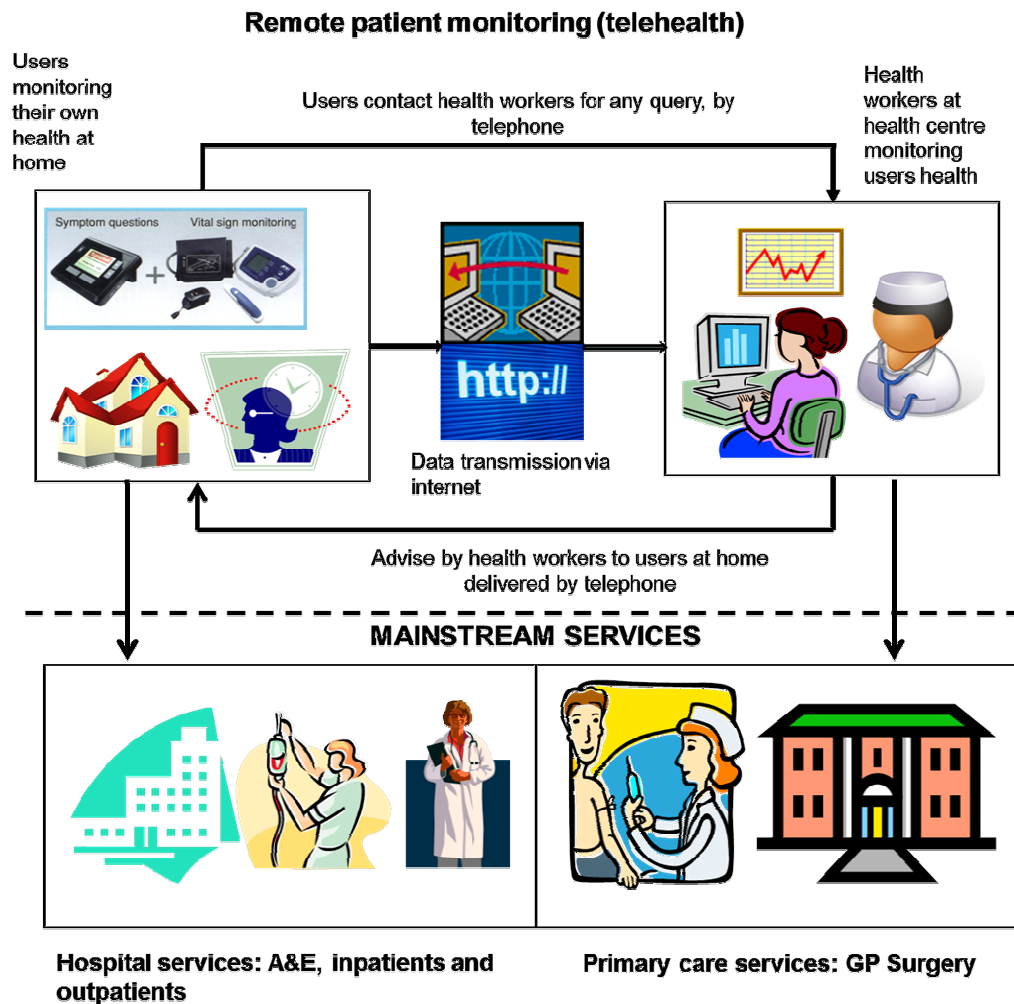 Remote patient monitoring (telehealth)
Users
monitoring
their own
health at
home
Users contact health workers for any query, by
telephone
Health
workers at
health centre
monitoring
users health
Symptom questions
Vital sign monitoring
+
http://
Data transmission via
internet
Advise by health workers to users at home
delivered by telephone
MAINSTREAM SERVICES
Hospital services: A&E, inpatients and
outpatients
Primary care services: GP Surgery